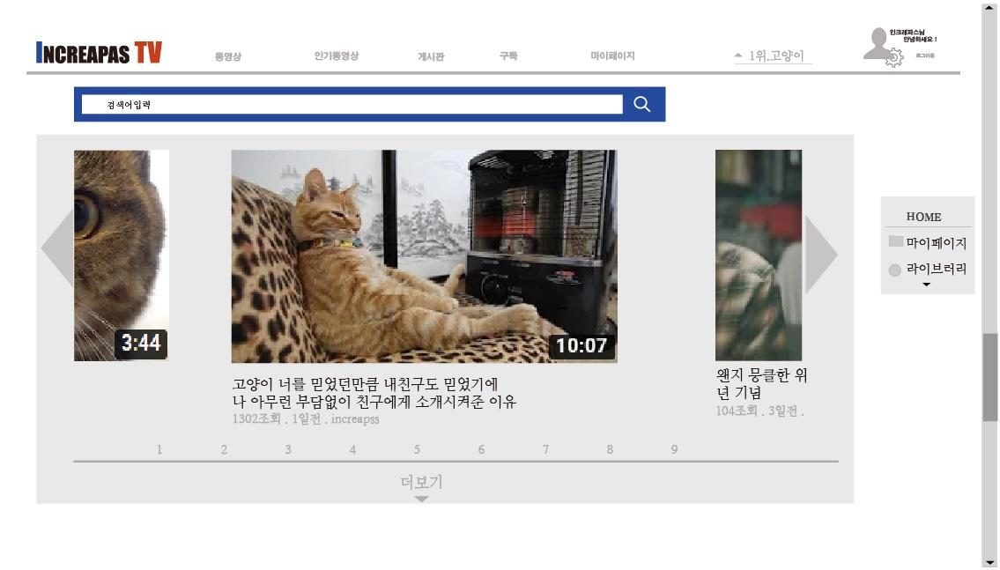 INCREAPAS TV
동영상
인기동영상
게시판
구독
마이페이지
1위.고양이
인크레파스님
안녕하세요 !
로그아웃
검색어입력
3:44
10:07
고양이 너를 믿었던만큼 내친구도 믿었기에
나 아무런 부담없이 친구에게 소개시켜준 이유
1302조회 . 1일전 . increapss
왠지 뭉클한 위
년 기념
104조회 . 3일전 .
HOME
마이페이지
라이브러리
1 2 3 4 5 6 7 8 9
더보기